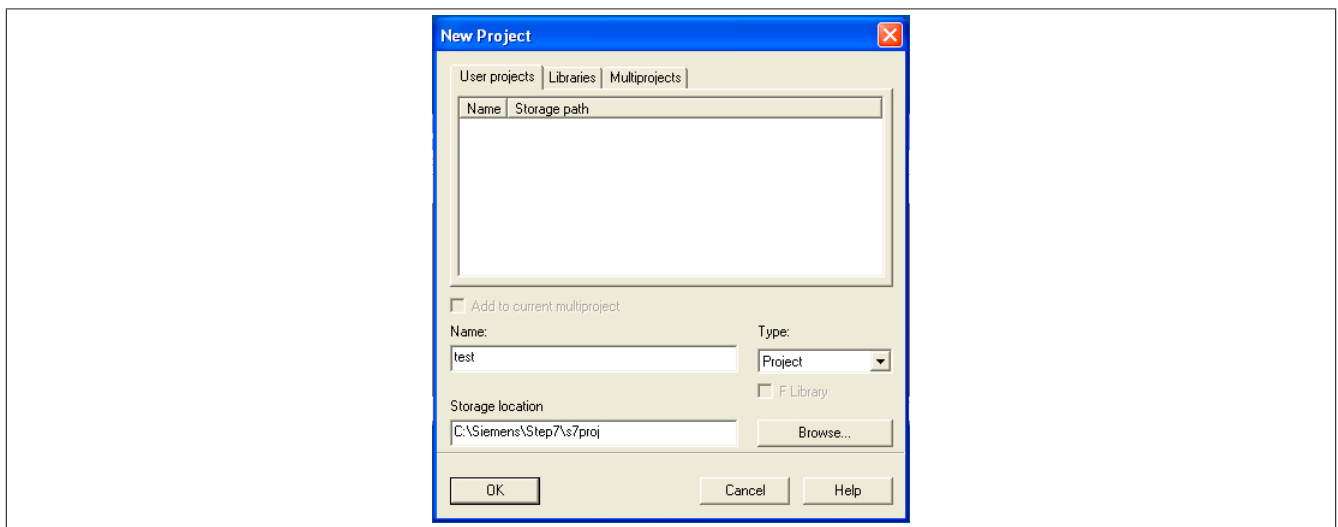 New Project
User projects Libraries Multiprojects
Name Storage path
Add to current multiproject
Name: Type:
test Project
F Library
Storage location
C:\Siemens\Step7\s7proj Browse...
OK Cancel Help